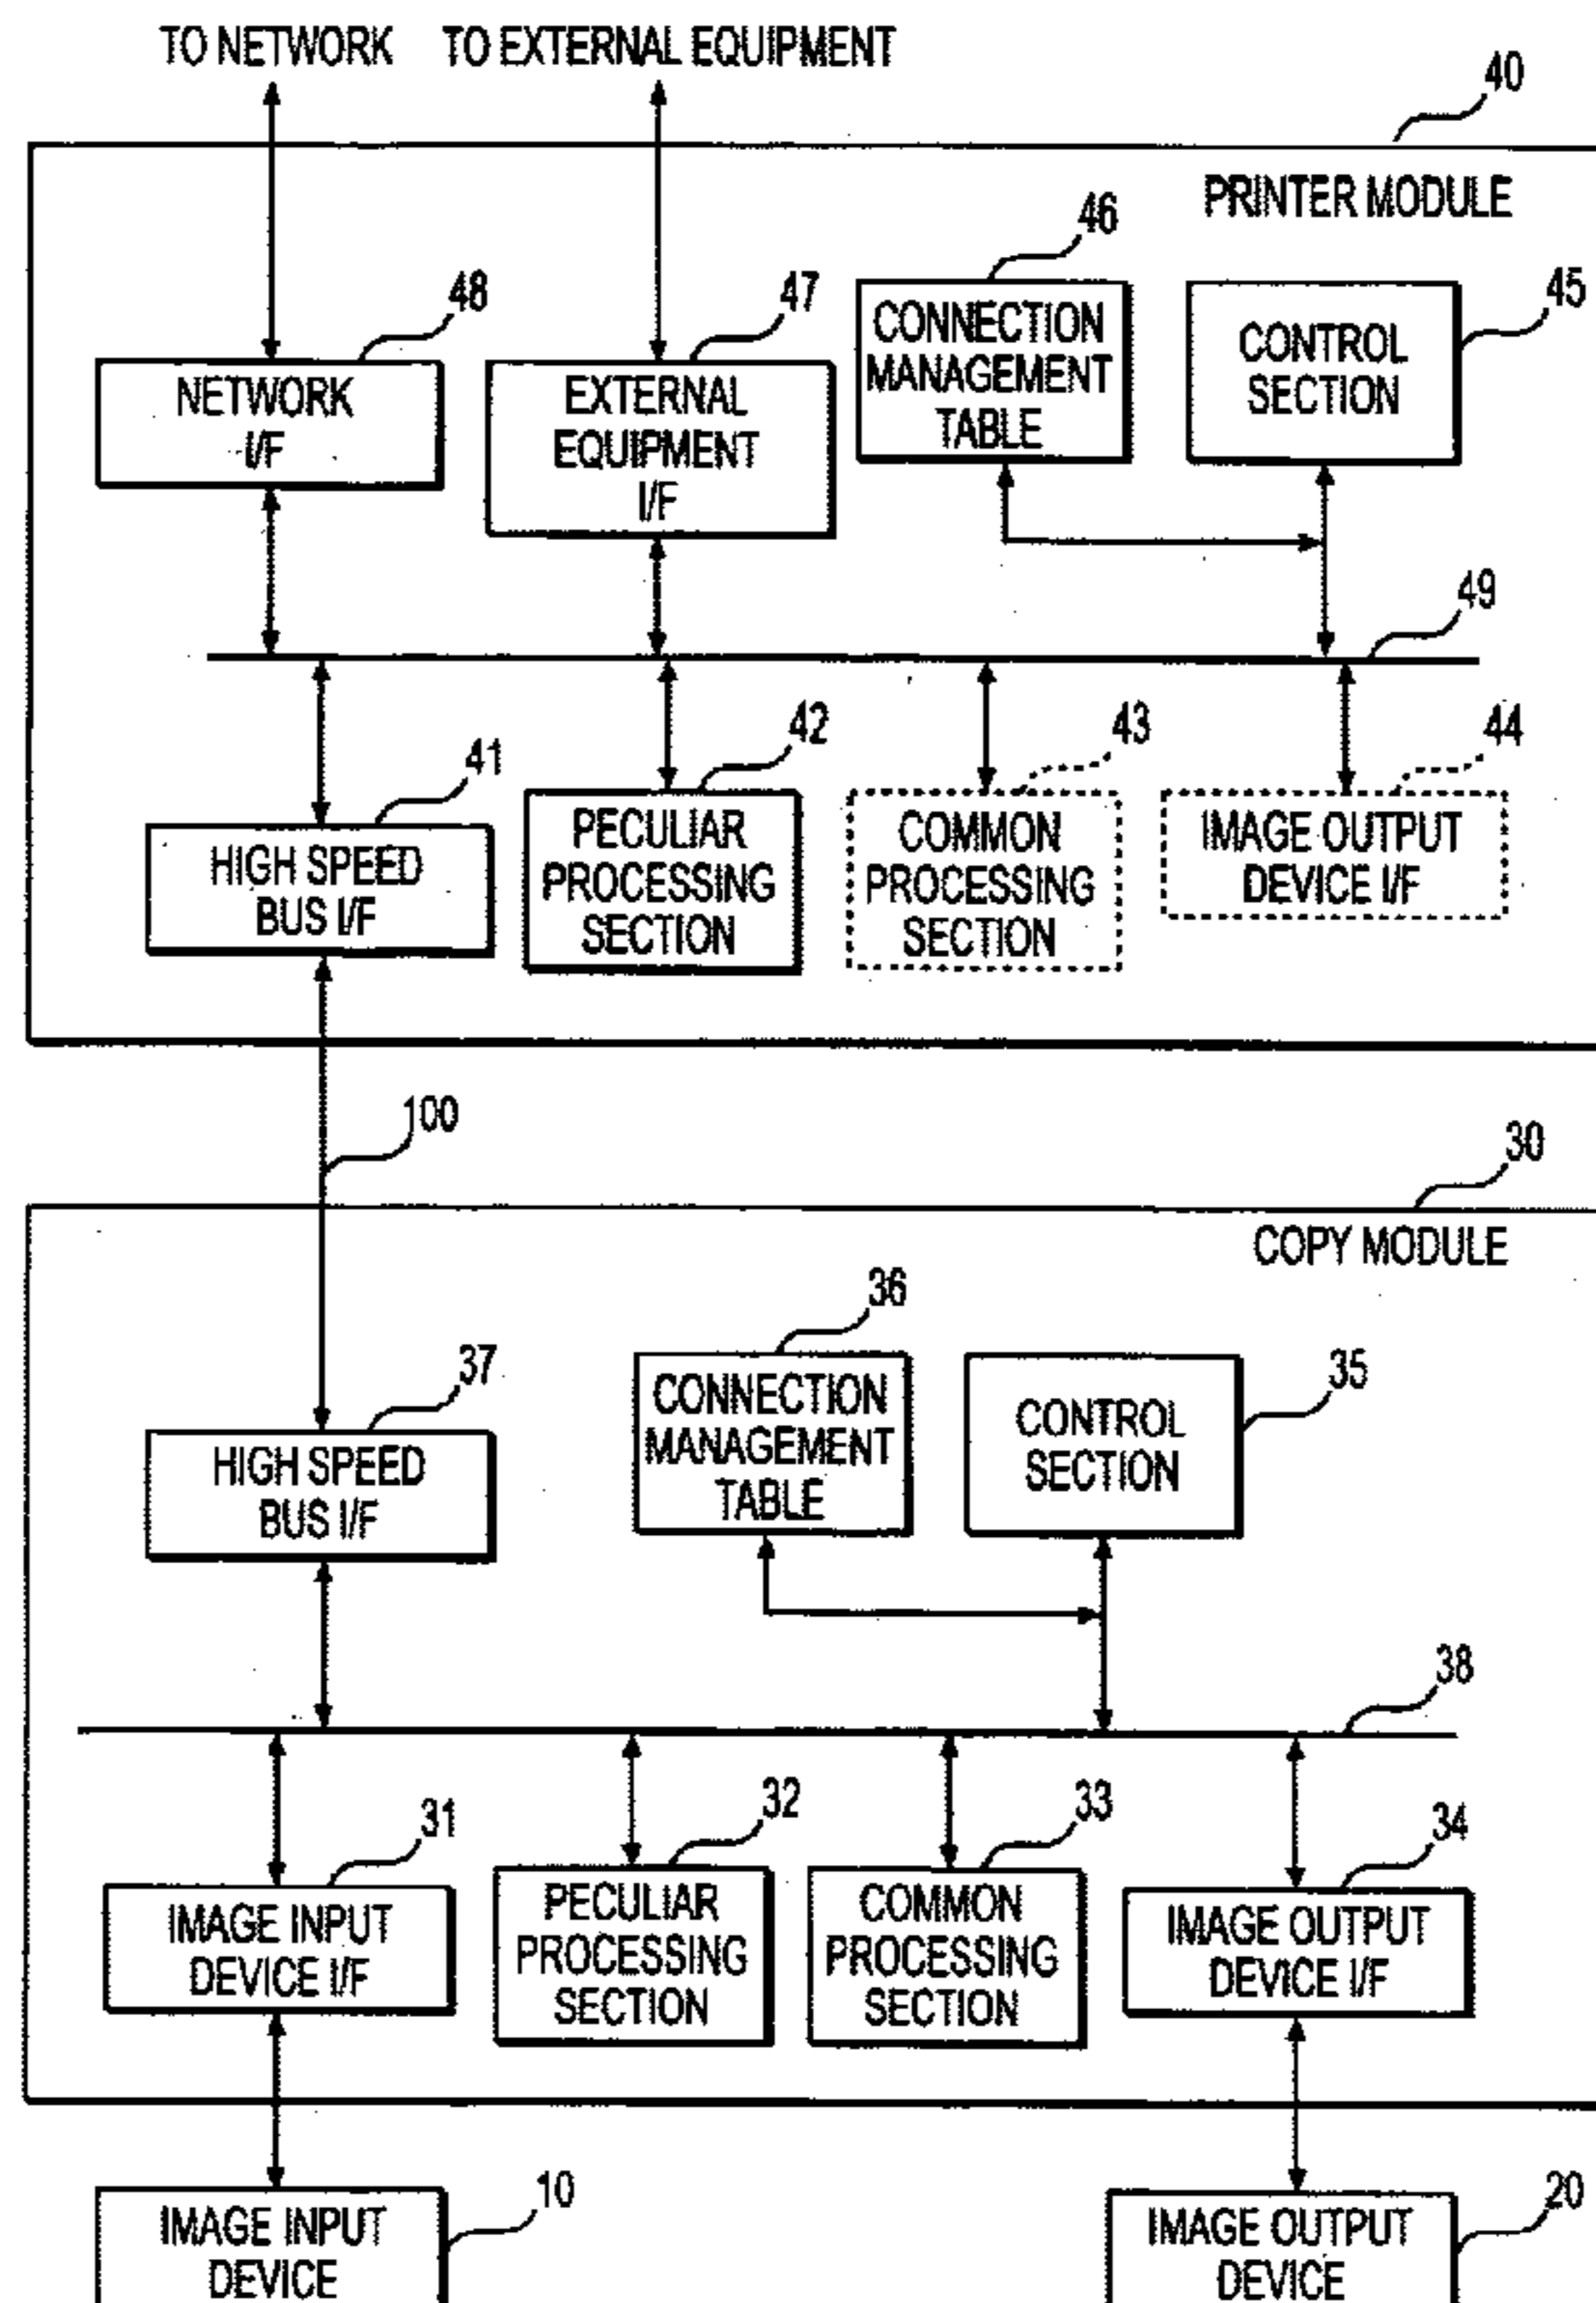 TO NETWORK TO EXTERNAL EQUIPMENT
40
PRINTER MODULE
46
48
47
45
CONNECTION
MANAGEMENT
TABLE
CONTROL
SECTION
NETWORK
I/F
EXTERNAL
EQUIPMENT
I/F
49
42
43
44
41
PECULIAR
PROCESSING
SECTION
COMMON
PROCESSING
SECTION
IMAGE OUTPUT
DEVICE I/F
HIGH SPEED
BUS I/F
100
30
COPY MODULE
36
37
35
CONNECTION
MANAGEMENT
TABLE
CONTROL
SECTION
HIGH SPEED
BUS I/F
38
32
33
31
34
IMAGE INPUT
DEVICE I/F
PECULIAR
PROCESSING
SECTION
COMMON
PROCESSING
SECTION
IMAGE OUTPUT
DEVICE I/F
10
20
IMAGE INPUT
DEVICE
IMAGE OUTPUT
DEVICE